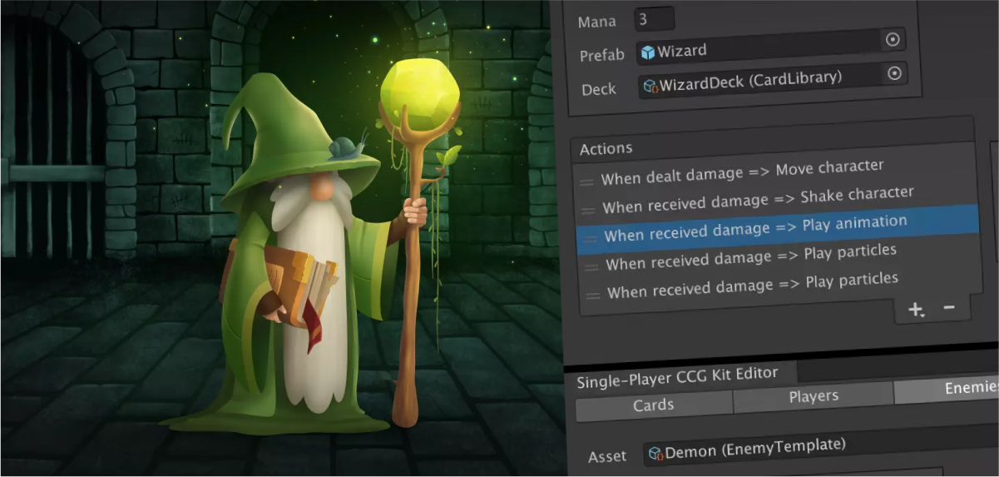 Mana 3
Prefab Wizard
Deck WizardDeck (CardLibrary)
Actions
When dealt damage => Move character
When received damage => Shake character
When received damage => Play animation
When received damage => Play particles
When received damage => Play particles
+ −
Single-Player CCG Kit Editor
Cards Players Enemies
Asset Demon (EnemyTemplate)